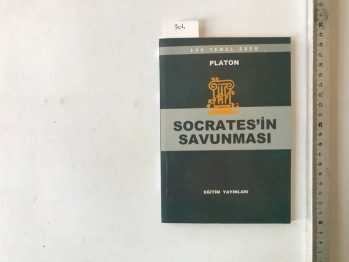 304
100 TEMEL ESER
PLATON
SOCRATES'İN
SAVUNMASI
EĞİTİM YAYINLARI